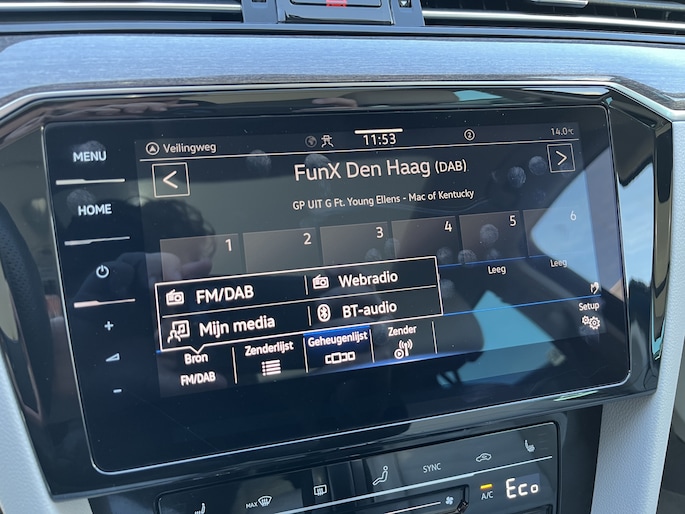 MENU
HOME
Veilingweg
11:53
2
14.0°C
FunX Den Haag (DAB)
GP UIT G Ft. Young Ellens - Mac of Kentucky
1 2 3 4 5 6
Leeg Leeg
FM/DAB Webradio
Mijn media BT-audio
Bron Zenderlijst Geheugenlijst Zender
FM/DAB
Setup
MAX SYNC A/C Eco